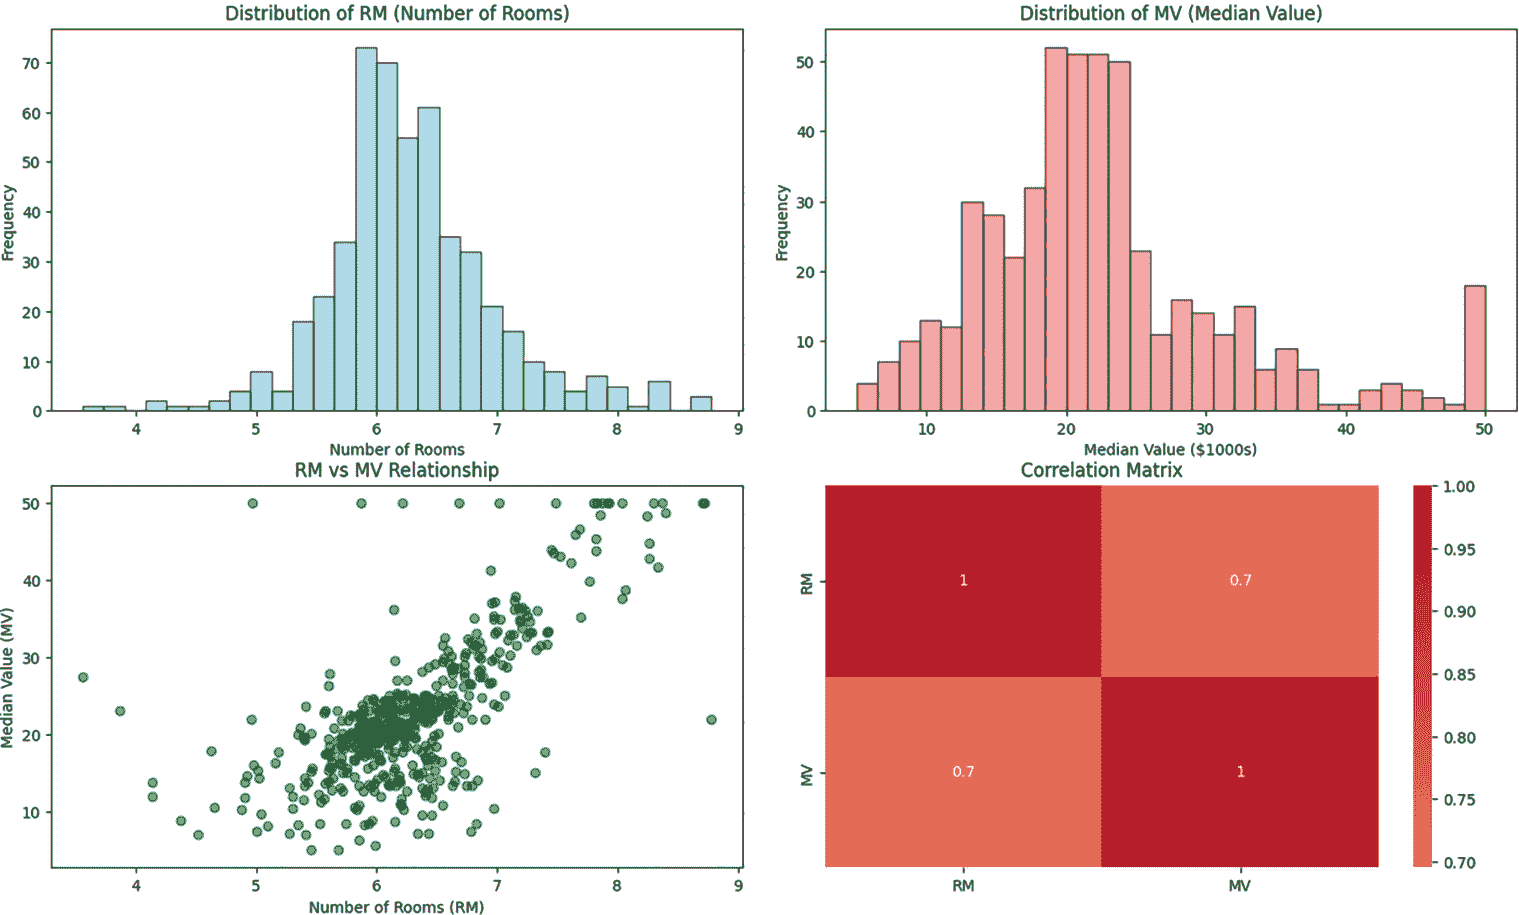 Distribution of RM (Number of Rooms)
Frequency
70
60
50
40
30
20
10
0
4 5 6 7 8 9
Number of Rooms
Distribution of MV (Median Value)
Frequency
50
40
30
20
10
0
10 20 30 40 50
Median Value ($1000s)
RM vs MV Relationship
Median Value (MV)
50
40
30
20
10
4 5 6 7 8 9
Number of Rooms (RM)
Correlation Matrix
RM
1 0.7
MV
0.7 1
RM MV
1.00
0.95
0.90
0.85
0.80
0.75
0.70